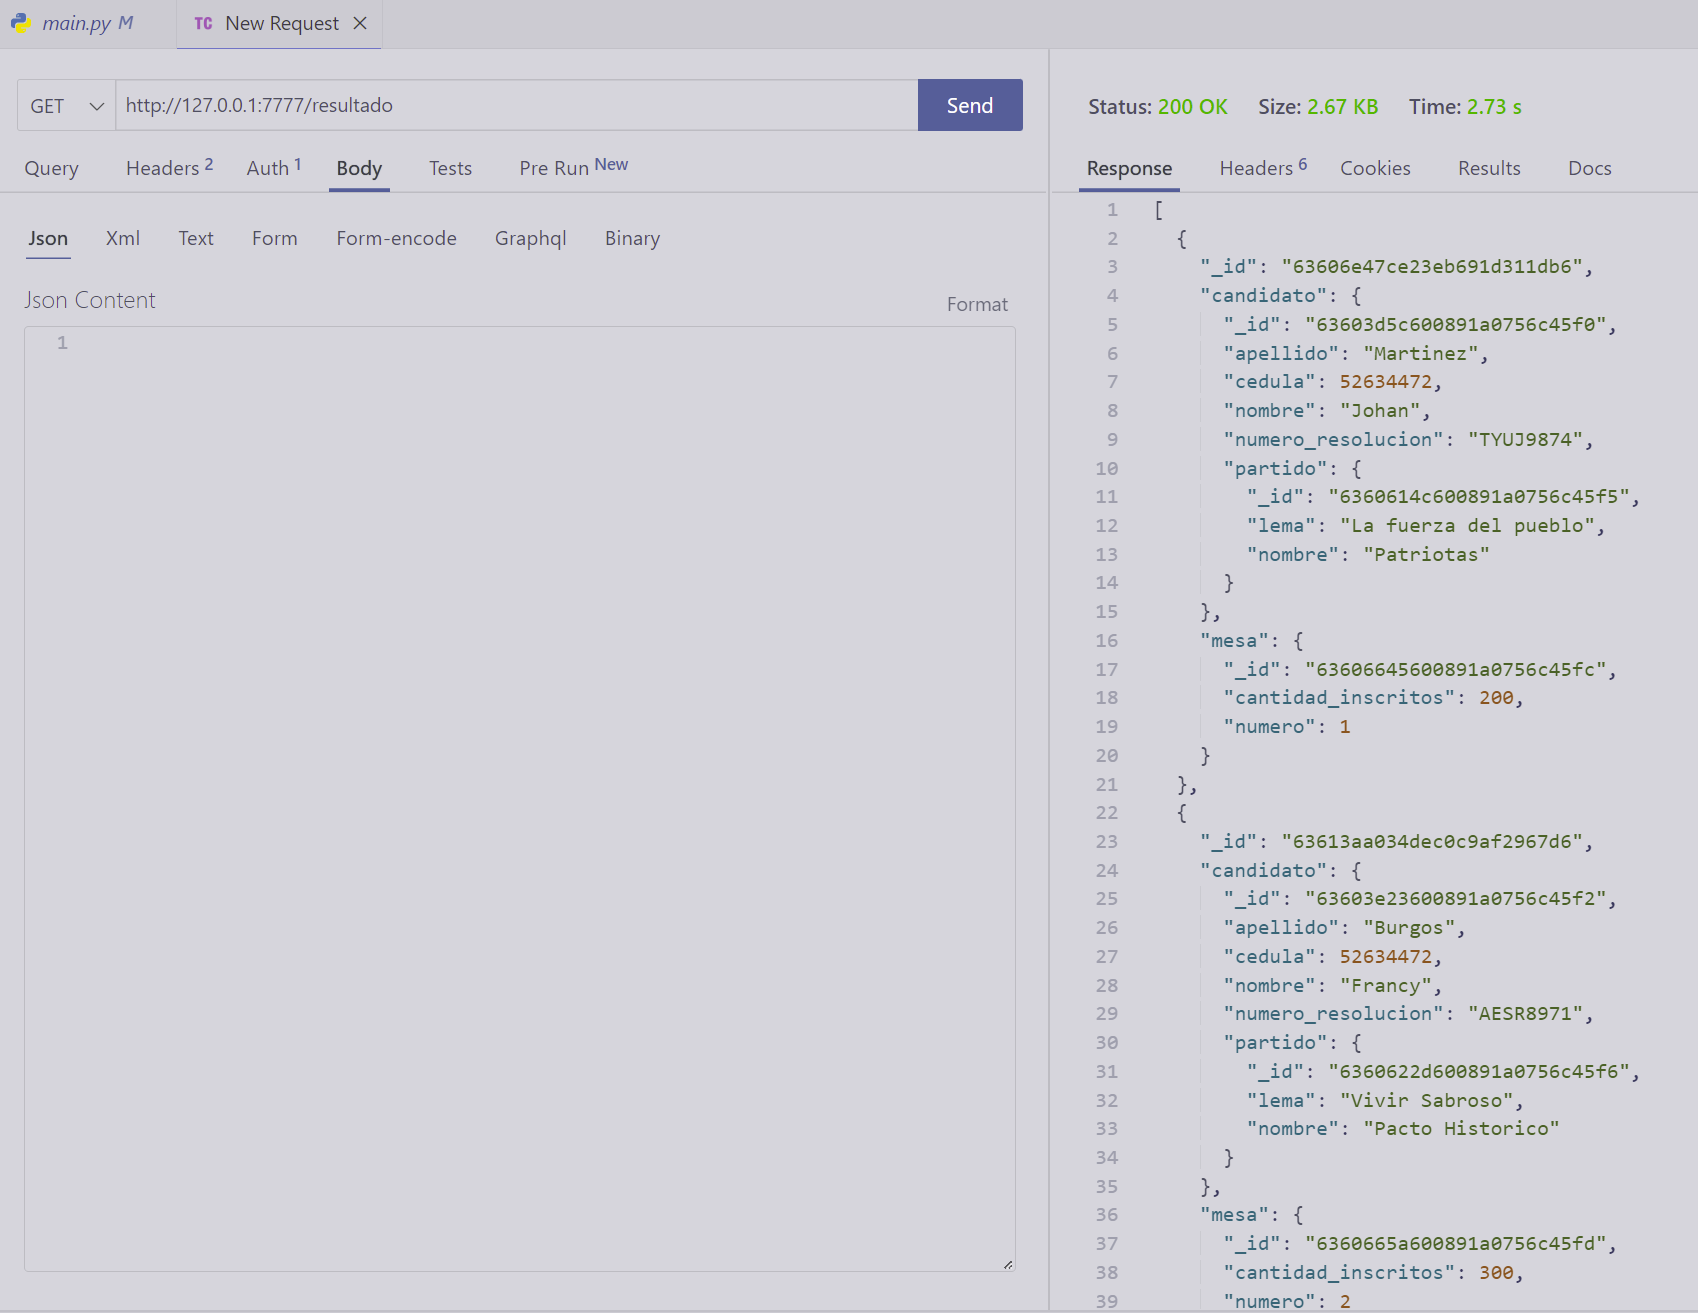 main.py M
TC New Request
GET http://127.0.0.1:7777/resultado Send
Query Headers 2 Auth 1 Body Tests Pre Run New
Json Xml Text Form Form-encode Graphql Binary
Json Content Format
1
Status: 200 OK Size: 2.67 KB Time: 2.73 s
Response Headers 6 Cookies Results Docs
1 [
2 {
3 "_id": "63606e47ce23eb691d311db6",
4 "candidato": {
5 "_id": "63603d5c600891a0756c45f0",
6 "apellido": "Martinez",
7 "cedula": 52634472,
8 "nombre": "Johan",
9 "numero_resolucion": "TYUJ9874",
10 "partido": {
11 "_id": "6360614c600891a0756c45f5",
12 "lema": "La fuerza del pueblo",
13 "nombre": "Patriotas"
14 }
15 },
16 "mesa": {
17 "_id": "63606645600891a0756c45fc",
18 "cantidad_inscritos": 200,
19 "numero": 1
20 }
21 },
22 {
23 "_id": "63613aa034dec0c9af2967d6",
24 "candidato": {
25 "_id": "63603e23600891a0756c45f2",
26 "apellido": "Burgos",
27 "cedula": 52634472,
28 "nombre": "Francy",
29 "numero_resolucion": "AESR8971",
30 "partido": {
31 "_id": "6360622d600891a0756c45f6",
32 "lema": "Vivir Sabroso",
33 "nombre": "Pacto Historico"
34 }
35 },
36 "mesa": {
37 "_id": "6360665a600891a0756c45fd",
38 "cantidad_inscritos": 300,
39 "numero": 2